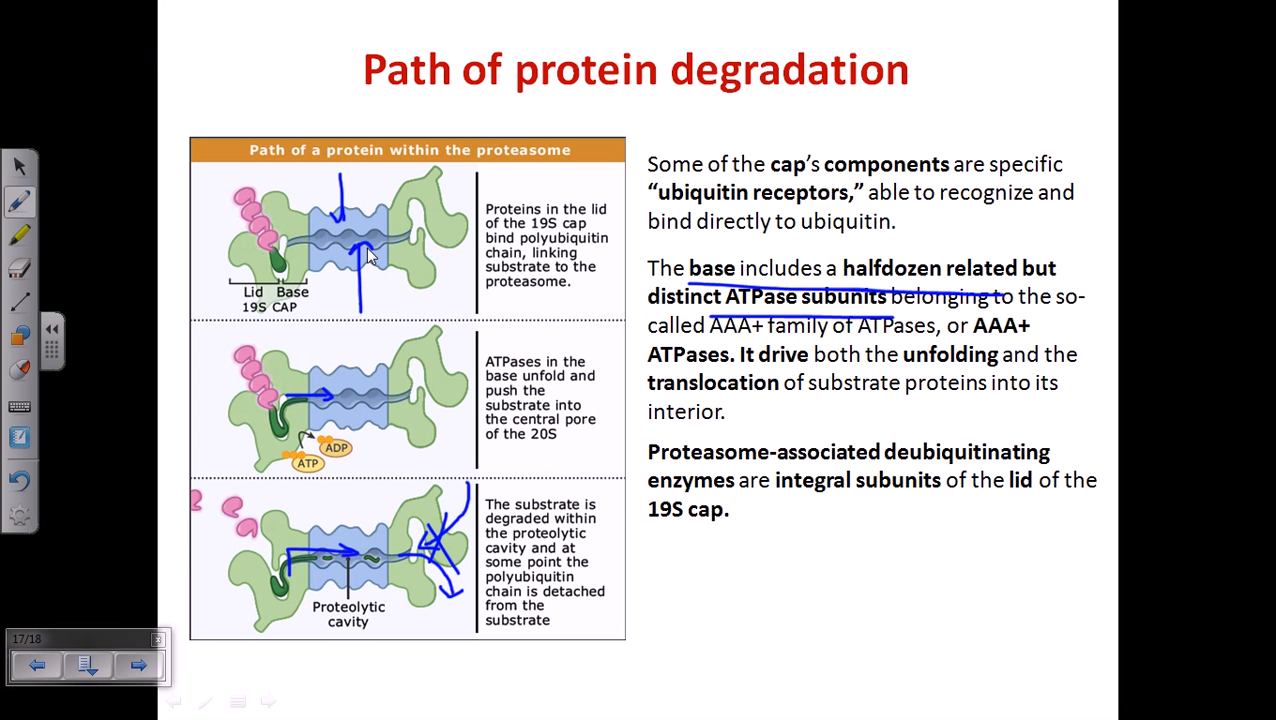 Path of protein degradation
Path of a protein within the proteasome
Proteins in the lid
of the 19S cap
bind polyubiquitin
chain, linking
substrate to the
proteasome.
Lid Base
19S CAP
ATPases in the
base unfold and
push the
substrate into
the central pore
of the 20S
ADP
ATP
The substrate is
degraded within
the proteolytic
cavity and at
some point the
polyubiquitin
chain is detached
from the
substrate
Proteolytic
cavity
Some of the cap's components are specific
“ubiquitin receptors,” able to recognize and
bind directly to ubiquitin.
The base includes a halfdozen related but
distinct ATPase subunits belonging to the so-
called AAA+ family of ATPases, or AAA+
ATPases. It drive both the unfolding and the
translocation of substrate proteins into its
interior.
Proteasome-associated deubiquitinating
enzymes are integral subunits of the lid of the
19S cap.
17/18